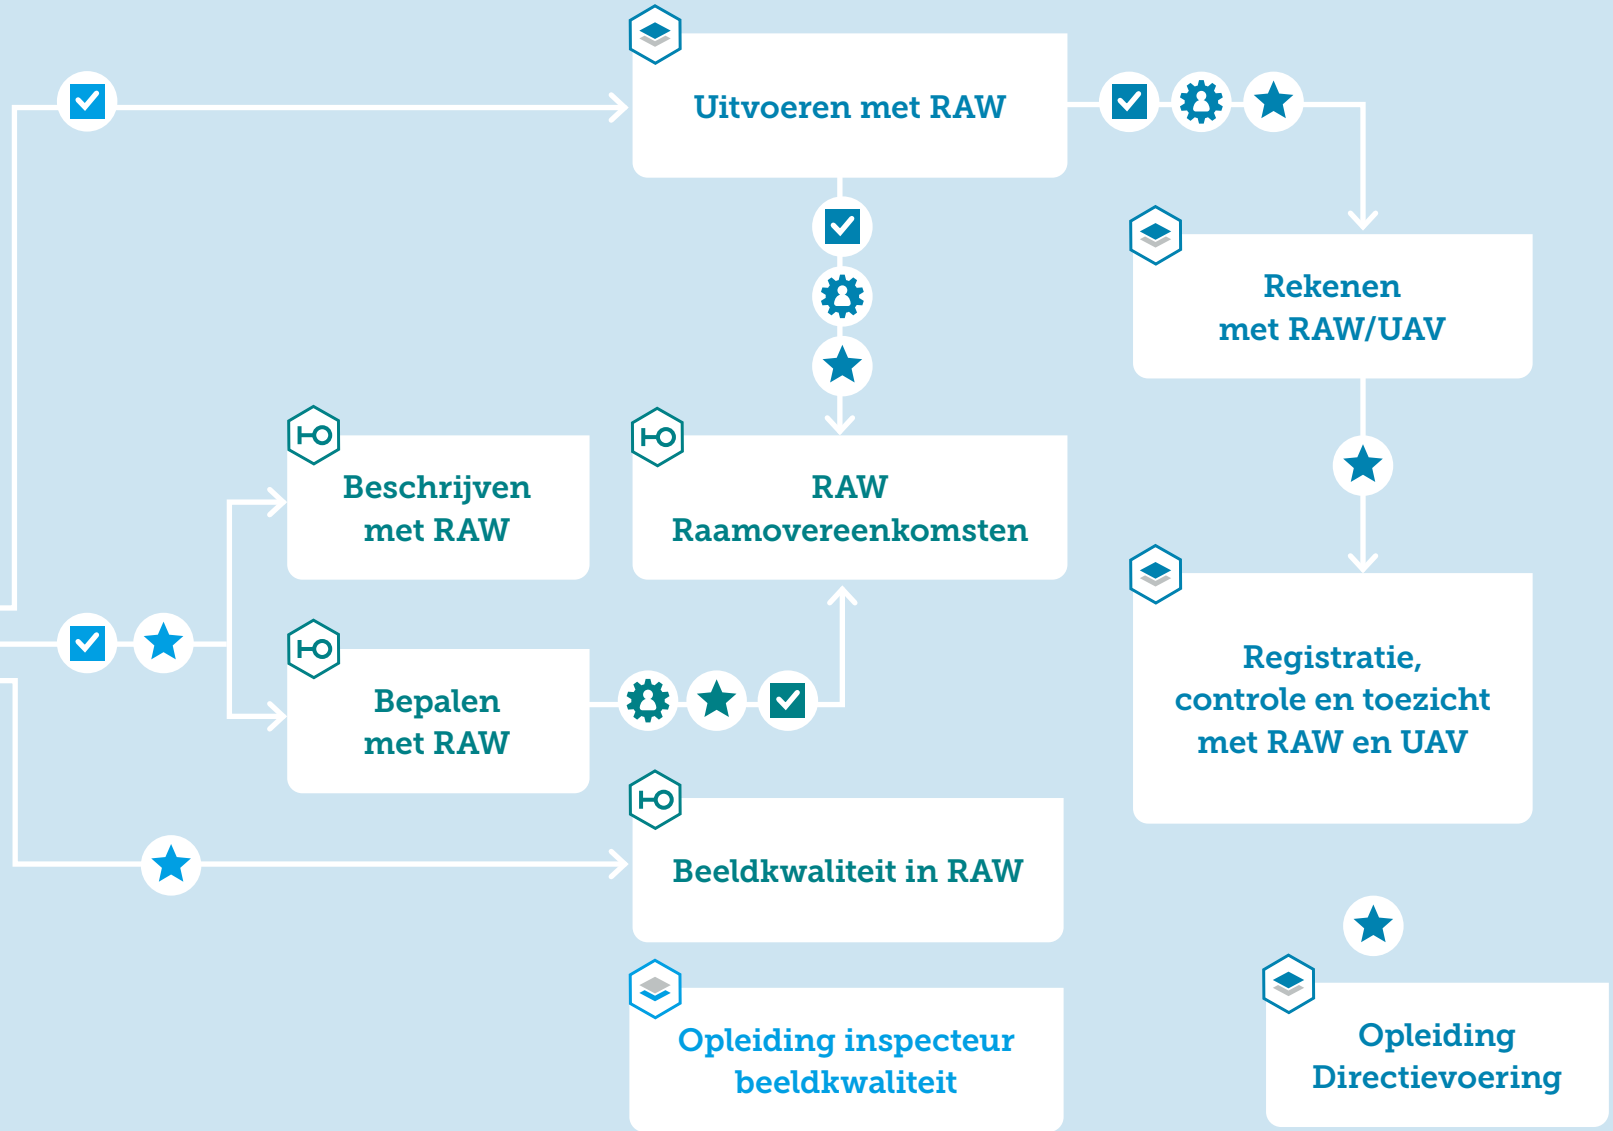 Uitvoeren met RAW
Rekenen
met RAW/UAV
Beschrijven
met RAW
RAW
Raamovereenkomsten
Bepalen
met RAW
Registratie,
controle en toezicht
met RAW en UAV
Beeldkwaliteit in RAW
Opleiding inspecteur
beeldkwaliteit
Opleiding
Directievoering